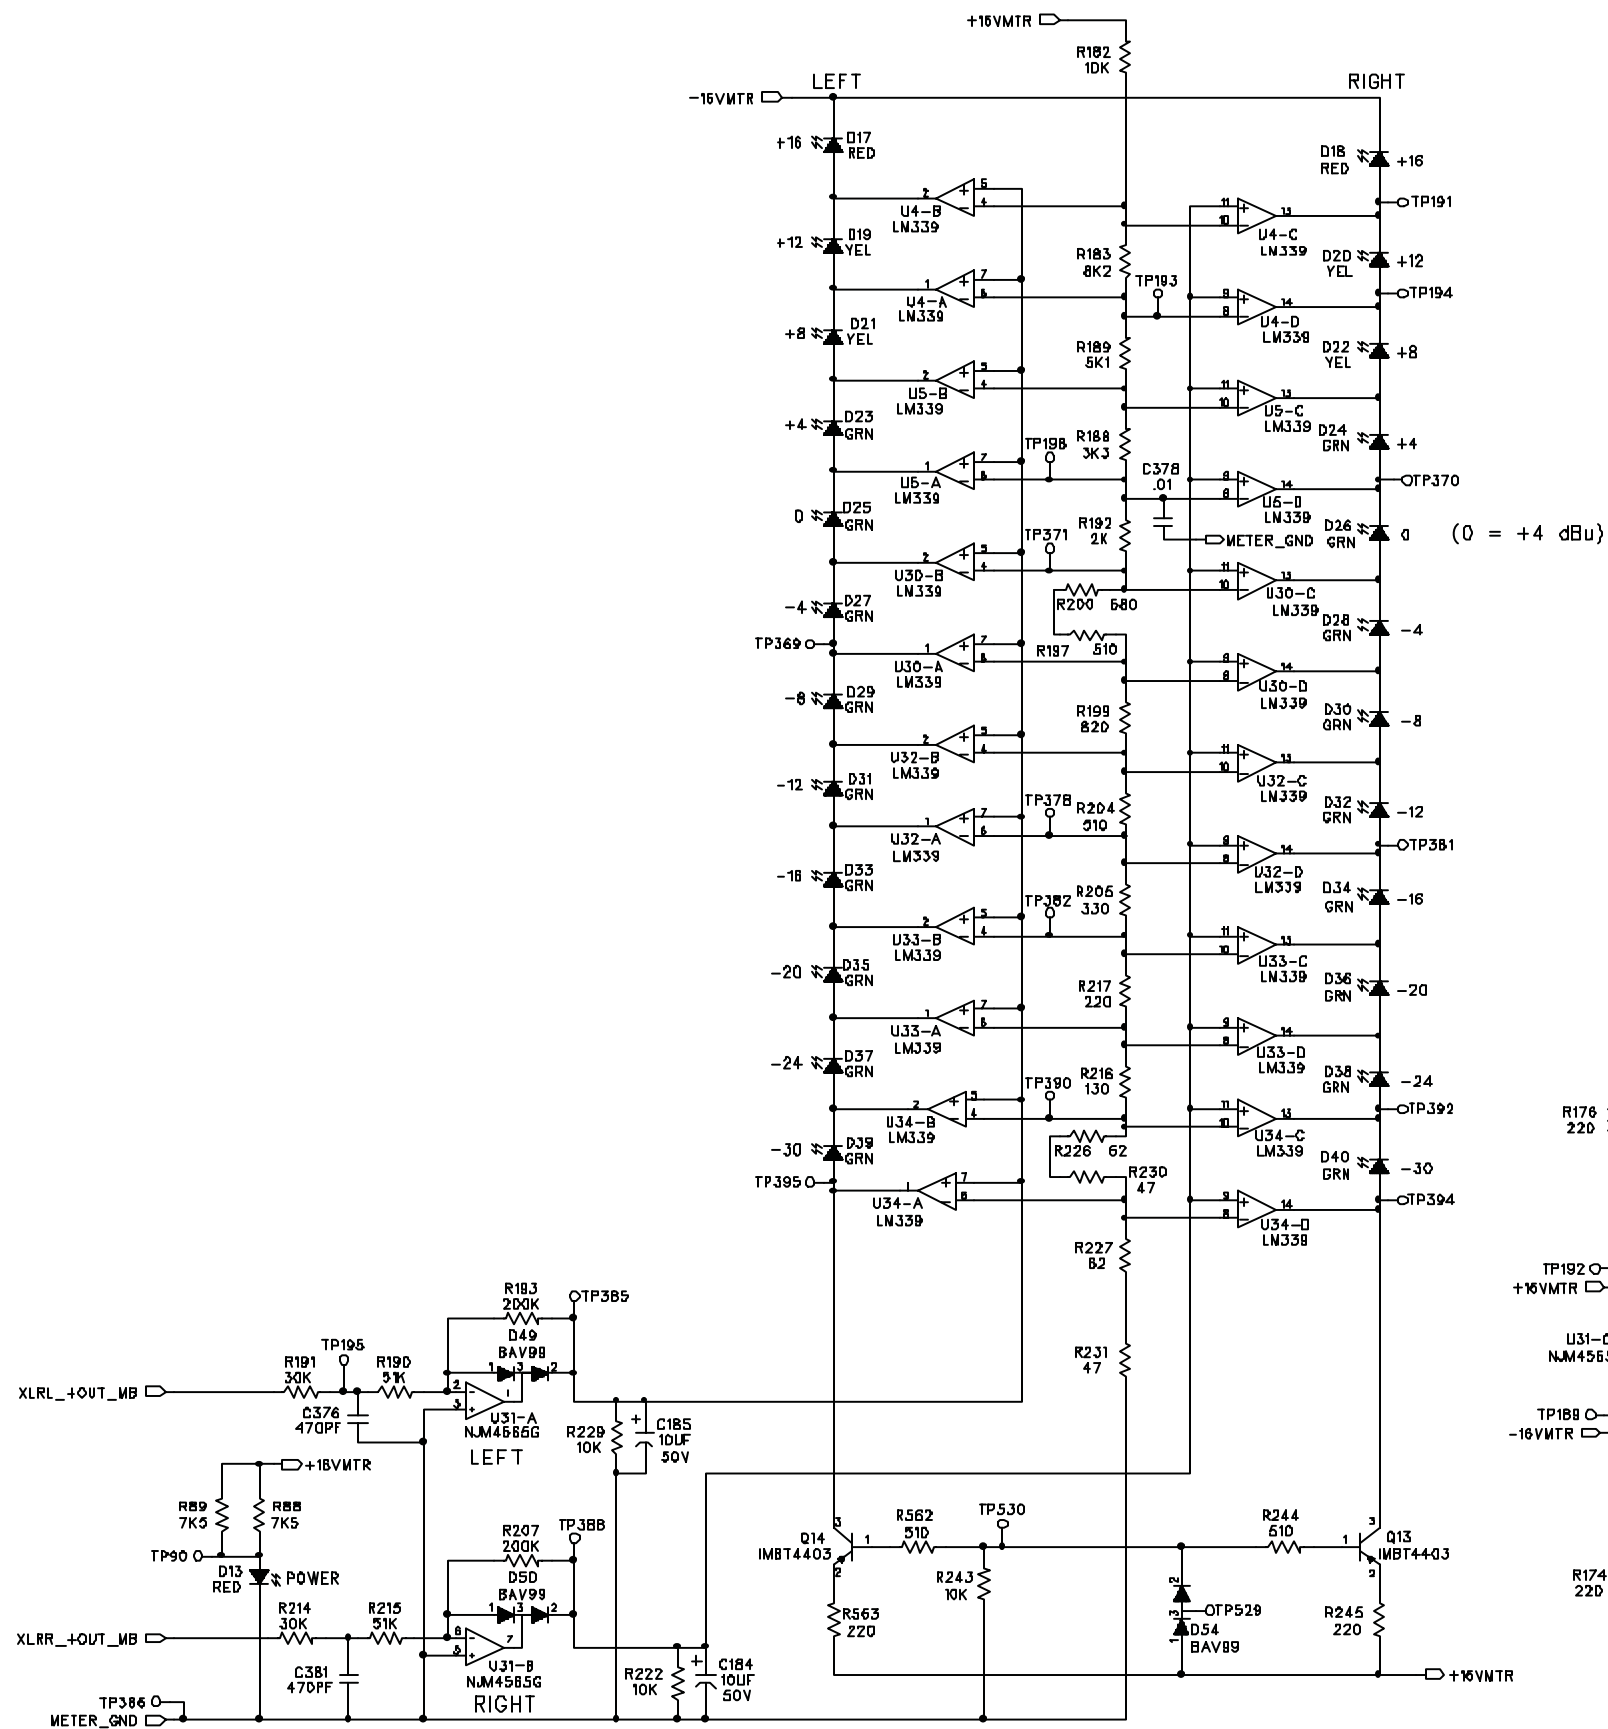 +16VMTR
R182
10K
LEFT
RIGHT
-16VMTR
+16
D17
RED
D18
RED
+16
TP191
U4-B
LM339
U4-C
LM339
+12
D19
YEL
R183
8K2
TP193
D20
YEL
+12
TP194
U4-A
LM339
U4-D
LM339
+8
D21
YEL
R189
5K1
D22
YEL
+8
U5-B
LM339
U5-C
LM339
+4
D23
GRN
TP198
R188
3K3
C378
.01
D24
GRN
+4
TP370
U5-A
LM339
U5-D
LM339
0
D25
GRN
TP371
R192
2K
METER_GND
D26
GRN
0
(0 = +4 dBu)
U30-B
LM339
R200 680
U30-C
LM339
-4
D27
GRN
D28
GRN
-4
TP369
R197 510
U30-A
LM339
U30-D
LM339
-8
D29
GRN
R199
820
D30
GRN
-8
U32-B
LM339
U32-C
LM339
-12
D31
GRN
TP378
R204
510
D32
GRN
-12
TP381
U32-A
LM339
U32-D
LM339
-16
D33
GRN
TP382
R205
330
D34
GRN
-16
U33-B
LM339
U33-C
LM339
-20
D35
GRN
R217
220
D36
GRN
-20
U33-A
LM339
U33-D
LM339
-24
D37
GRN
TP390
R216
130
D38
GRN
-24
TP392
R176
220
U34-B
LM339
R226 62
U34-C
LM339
-30
D39
GRN
D40
GRN
-30
TP395
R230
47
TP394
U34-A
LM339
U34-D
LM339
R227
82
TP192
+16VMTR
R193
200K
TP385
D49
BAV99
U31-
NJM456
TP195
R191
30K
R190
51K
R231
47
XLRL_+OUT_MB
C376
470PF
U31-A
NJM4565G
LEFT
R229
10K
C185
10UF
50V
TP189
-16VMTR
+16VMTR
R89
7K5
R88
7K5
TP90
D13
RED
POWER
R207
200K
TP388
D50
BAV99
Q14
IMBT4403
R562
510
TP530
R244
510
Q13
IMBT4403
R243
10K
R174
220
R214
30K
R215
51K
R563
220
TP529
D54
BAV99
R245
220
XLRR_+OUT_MB
C381
470PF
U31-B
NJM4565G
RIGHT
R222
10K
C184
10UF
50V
+16VMTR
TP386
METER_GND